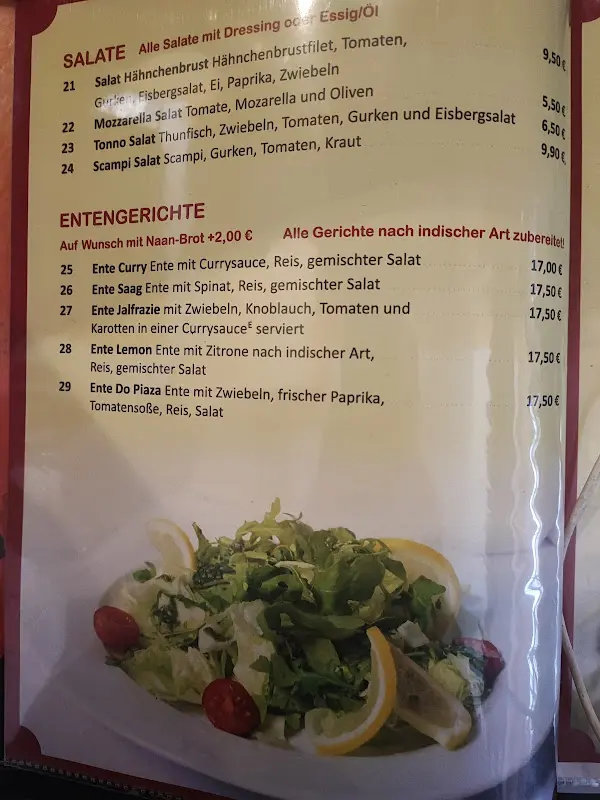 SALATE Alle Salate mit Dressing oder Essig/Öl
21 Salat Hähnchenbrust Hähnchenbrustfilet, Tomaten, 9,50 €
Gurken, Eisbergsalat, Ei, Paprika, Zwiebeln
22 Mozzarella Salat Tomate, Mozarella und Oliven 5,50 €
23 Tonno Salat Thunfisch, Zwiebeln, Tomaten, Gurken und Eisbergsalat 6,50 €
24 Scampi Salat Scampi, Gurken, Tomaten, Kraut 9,90 €
ENTENGERICHTE
Auf Wunsch mit Naan-Brot +2,00 € Alle Gerichte nach indischer Art zubereitet!
25 Ente Curry Ente mit Currysauce, Reis, gemischter Salat 17,00 €
26 Ente Saag Ente mit Spinat, Reis, gemischter Salat 17,50 €
27 Ente Jalfrazie mit Zwiebeln, Knoblauch, Tomaten und 17,50 €
Karotten in einer Currysauce^E serviert
28 Ente Lemon Ente mit Zitrone nach indischer Art, 17,50 €
Reis, gemischter Salat
29 Ente Do Piaza Ente mit Zwiebeln, frischer Paprika, 17,50 €
Tomatensoße, Reis, Salat